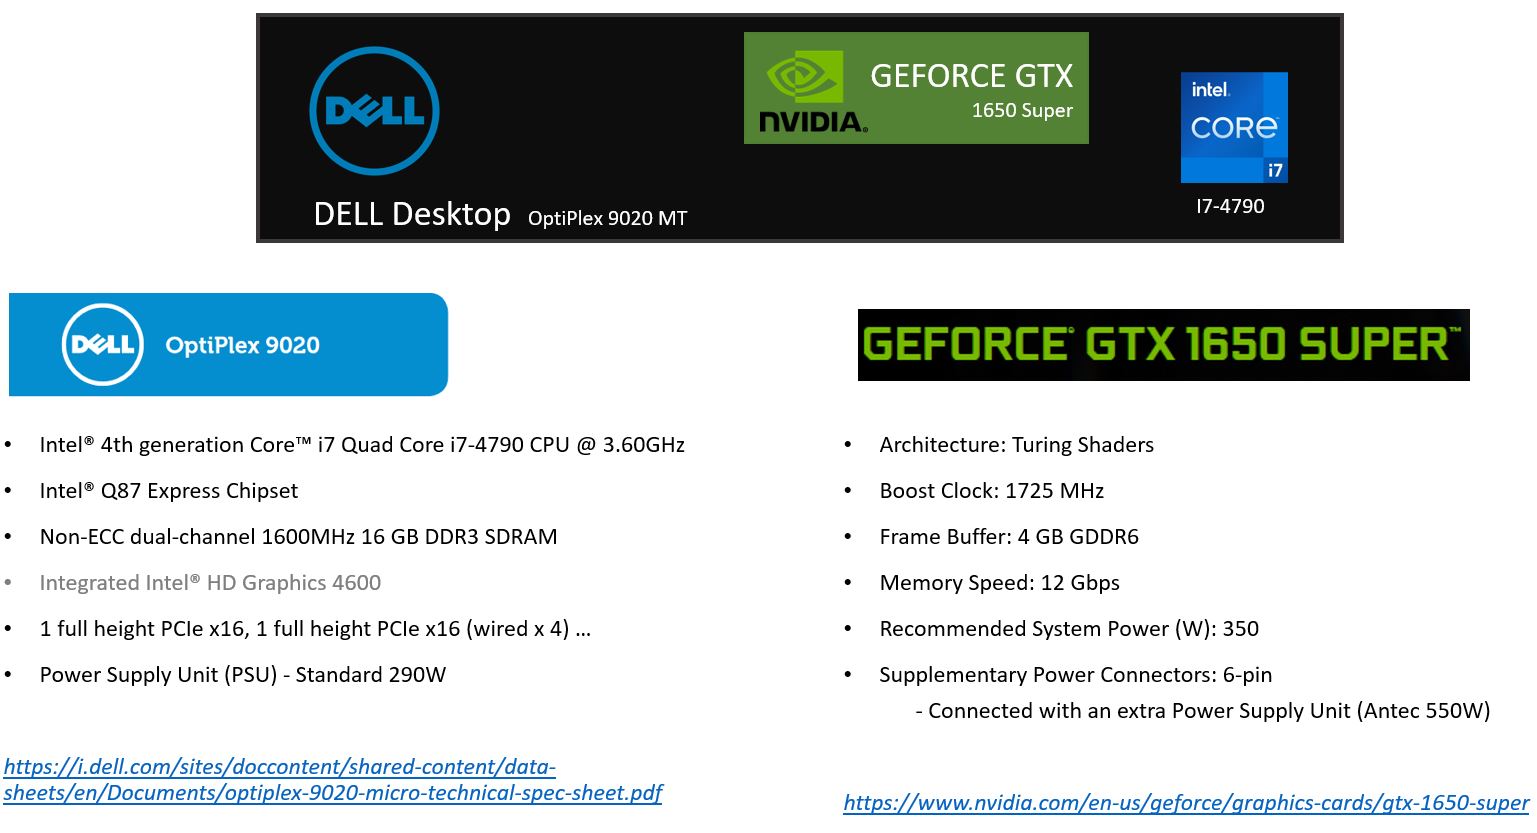 DELL
NVIDIA.
GEFORCE GTX
1650 Super
intel.
CORe™
i7
I7-4790
DELL Desktop OptiPlex 9020 MT
DELL OptiPlex 9020
GEFORCE® GTX 1650 SUPER™
• Intel® 4th generation Core™ i7 Quad Core i7-4790 CPU @ 3.60GHz
• Intel® Q87 Express Chipset
• Non-ECC dual-channel 1600MHz 16 GB DDR3 SDRAM
• Integrated Intel® HD Graphics 4600
• 1 full height PCIe x16, 1 full height PCIe x16 (wired x 4) ...
• Power Supply Unit (PSU) - Standard 290W
https://i.dell.com/sites/doccontent/shared-content/data-
sheets/en/Documents/optiplex-9020-micro-technical-spec-sheet.pdf
• Architecture: Turing Shaders
• Boost Clock: 1725 MHz
• Frame Buffer: 4 GB GDDR6
• Memory Speed: 12 Gbps
• Recommended System Power (W): 350
• Supplementary Power Connectors: 6-pin
- Connected with an extra Power Supply Unit (Antec 550W)
https://www.nvidia.com/en-us/geforce/graphics-cards/gtx-1650-super